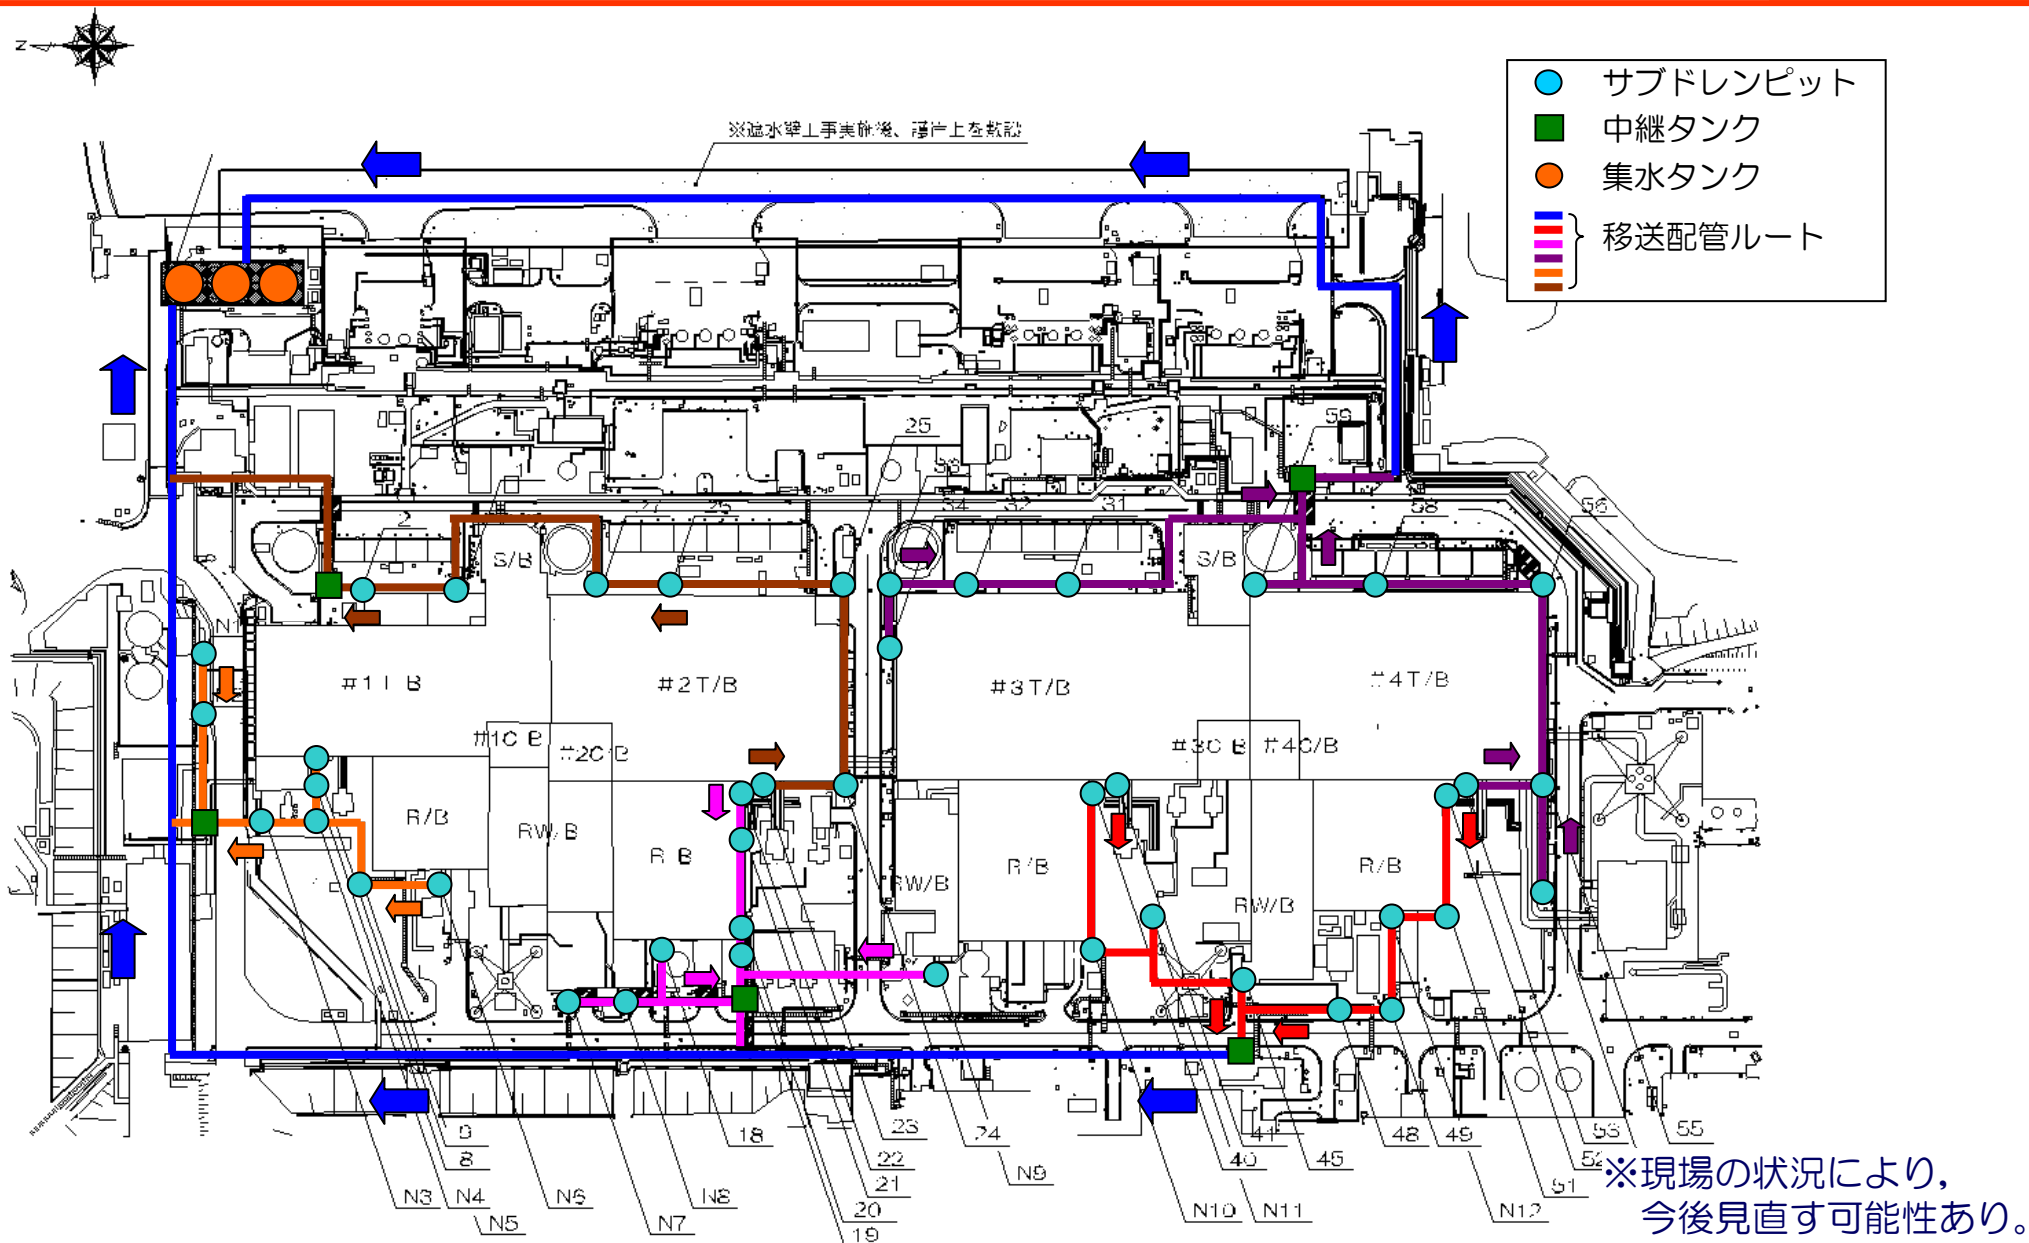 Z
サブドレンピット
中継タンク
集水タンク
移送配管ルート
※遮水壁工事実施後、護岸上を敷設
59
25
1
2
27
26
34
32
31
58
56
S/B
S/B
N1
#2T/B
#3T/B
#4T/B
#1C B
#2C/B
#3C B
#4C/B
R/B
RW/B
R B
RW/B
R/B
RW/B
R/B
9
8
18
23
24
22
21
20
19
41
40
45
48
49
53
55
52
51
N3
N4
N5
N6
N7
N8
N9
N10
N11
N12
※現場の状況により，
今後見直す可能性あり。